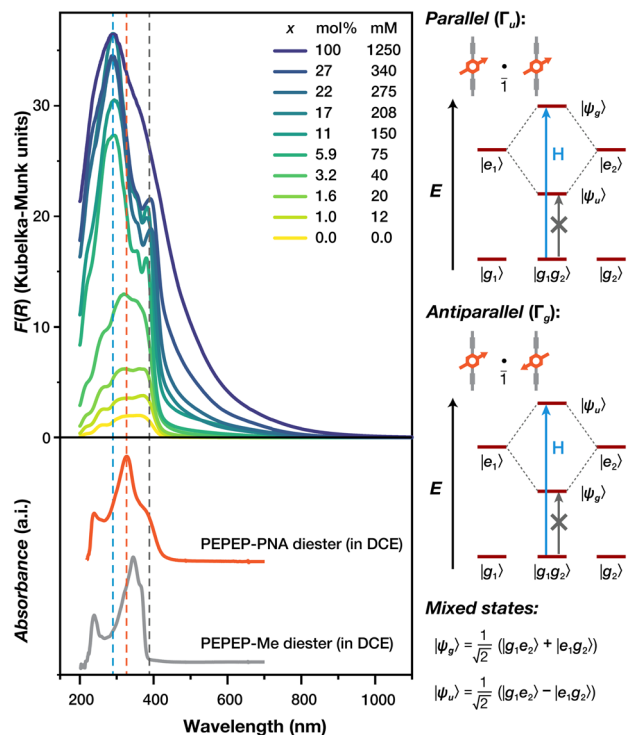 x mol% mM
100 1250
27 340
22 275
17 208
11 150
5.9 75
3.2 40
1.6 20
1.0 12
0.0 0.0
F(R) (Kubelka-Munk units)
30
20
10
0
Absorbance (a.i.)
PEPEP-PNA diester (in DCE)
PEPEP-Me diester (in DCE)
200 400 600 800 1000
Wavelength (nm)
Parallel (Γu):
1̄
|ψg⟩
|e1⟩ H |e2⟩
E
|ψu⟩
|g1⟩ |g1g2⟩ |g2⟩
Antiparallel (Γg):
1̄
|ψu⟩
|e1⟩ H |e2⟩
E
|ψg⟩
|g1⟩ |g1g2⟩ |g2⟩
Mixed states:
|ψg⟩ = 1/√2 (|g1e2⟩ + |e1g2⟩)
|ψu⟩ = 1/√2 (|g1e2⟩ − |e1g2⟩)